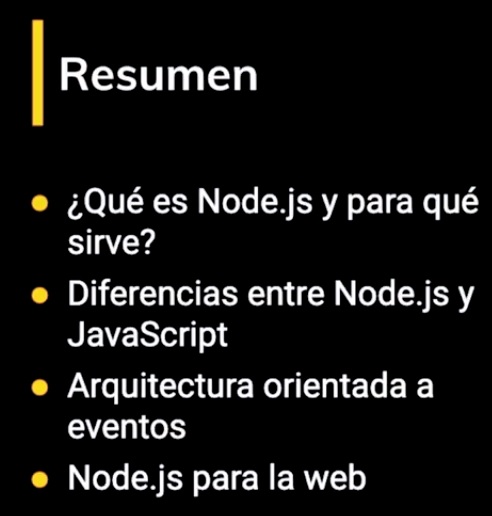 Resumen
¿Qué es Node.js y para qué
sirve?
Diferencias entre Node.js y
JavaScript
Arquitectura orientada a
eventos
Node.js para la web